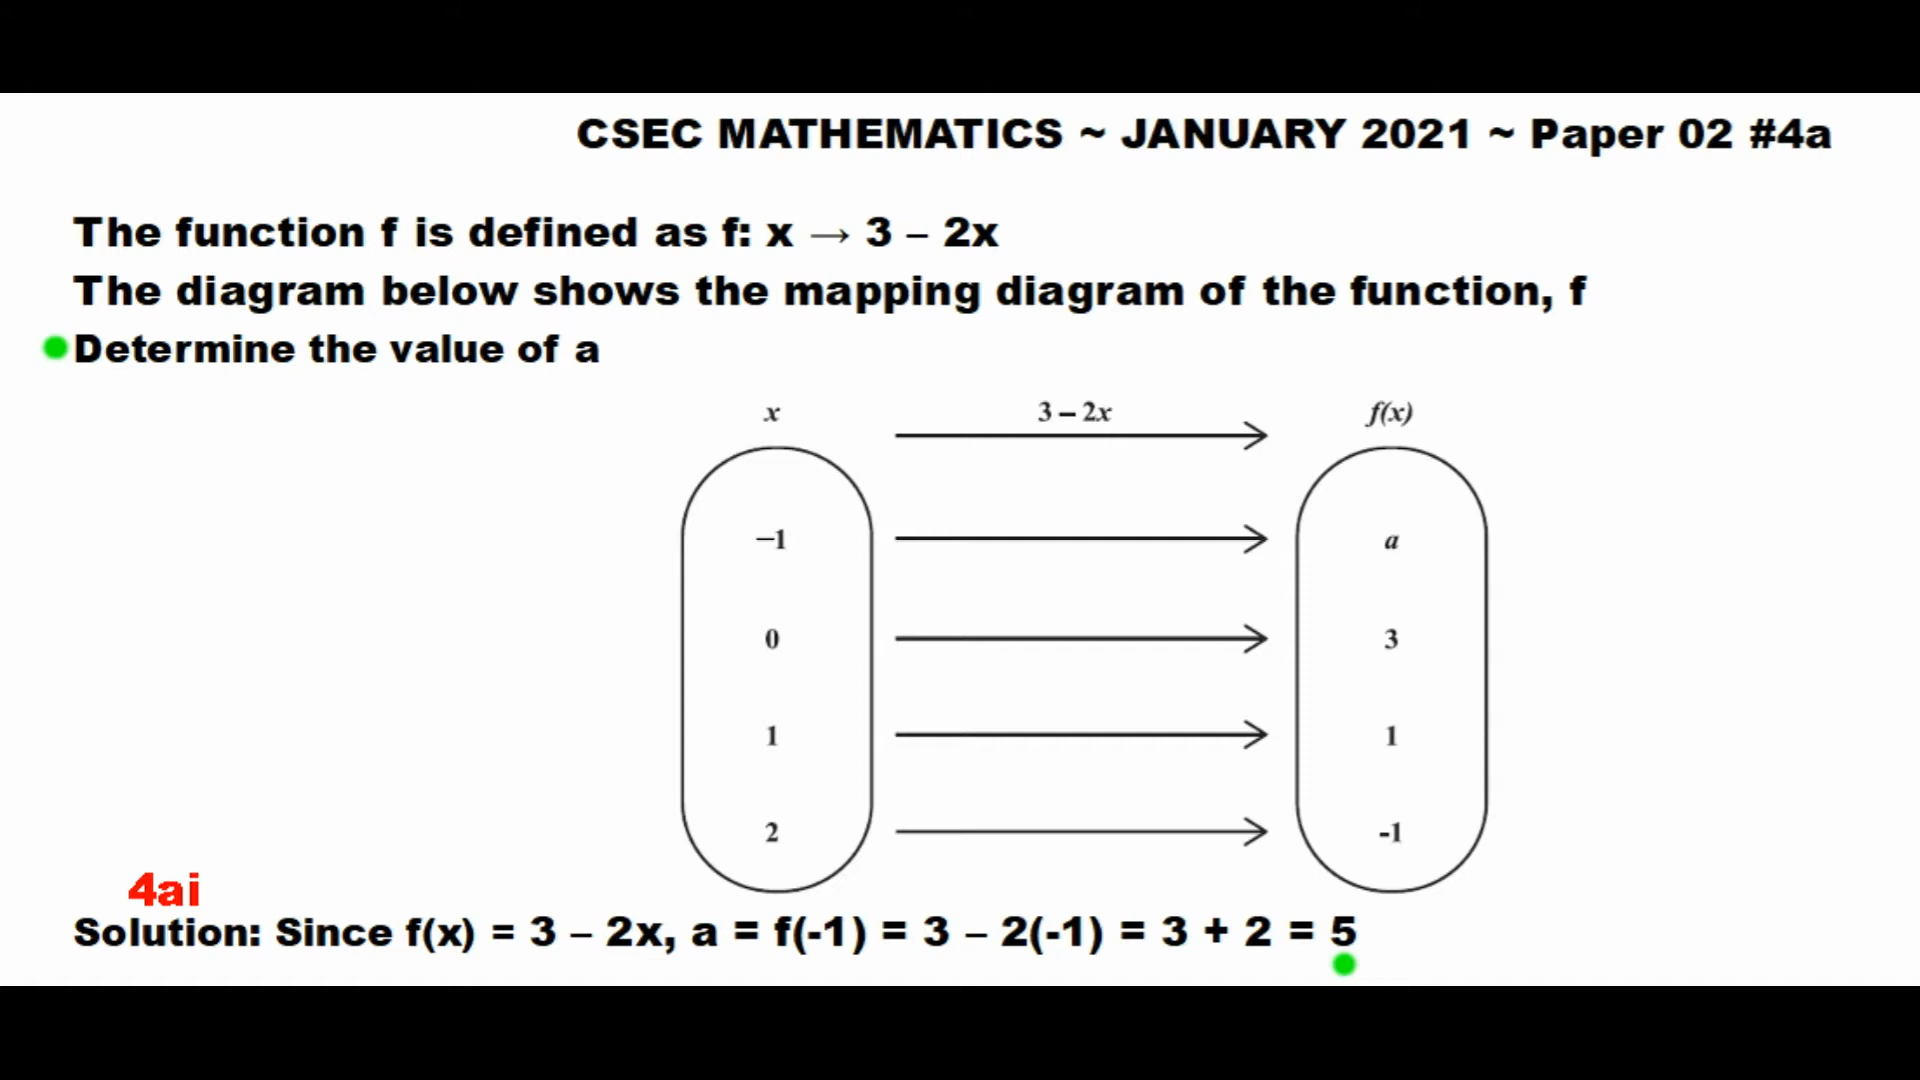 CSEC MATHEMATICS ~ JANUARY 2021 ~ Paper 02 #4a
The function f is defined as f: x → 3 – 2x
The diagram below shows the mapping diagram of the function, f
Determine the value of a
x 3 – 2x f(x)
–1 a
0 3
1 1
2 -1
4ai
Solution: Since f(x) = 3 – 2x, a = f(-1) = 3 – 2(-1) = 3 + 2 = 5